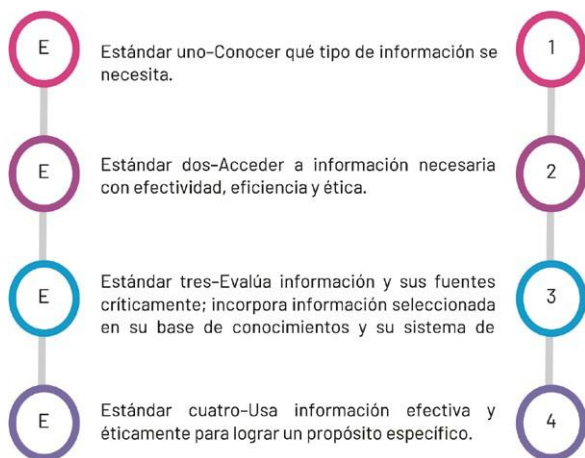 E Estándar uno-Conocer qué tipo de información se 1
necesita.
E Estándar dos-Acceder a información necesaria 2
con efectividad, eficiencia y ética.
E Estándar tres-Evalúa información y sus fuentes 3
críticamente; incorpora información seleccionada
en su base de conocimientos y su sistema de
E Estándar cuatro-Usa información efectiva y 4
éticamente para lograr un propósito específico.